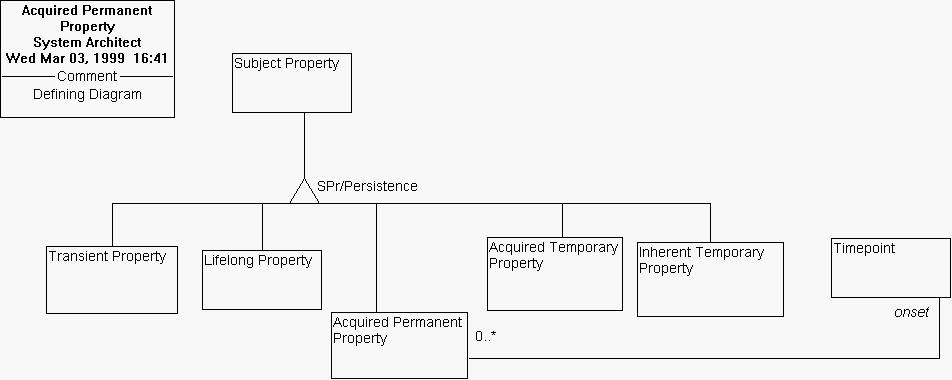 Acquired Permanent
Property
System Architect
Wed Mar 03, 1999 16:41
Comment
Defining Diagram
Subject Property
SPr/Persistence
Transient Property
Lifelong Property
Acquired Temporary
Property
Inherent Temporary
Property
Timepoint
Acquired Permanent
Property
0..*
onset